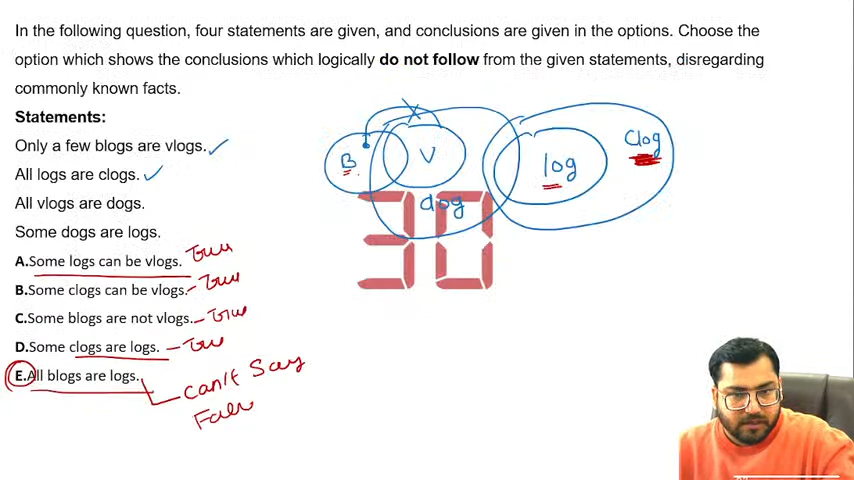 In the following question, four statements are given, and conclusions are given in the options. Choose the
option which shows the conclusions which logically do not follow from the given statements, disregarding
commonly known facts.
Statements:
Only a few blogs are vlogs.
All logs are clogs.
All vlogs are dogs.
Some dogs are logs.
A.Some logs can be vlogs. True
B.Some clogs can be vlogs. True
C.Some blogs are not vlogs. True
D.Some clogs are logs. True
E.All blogs are logs.
Can't Say
B V log Clog
dog
30